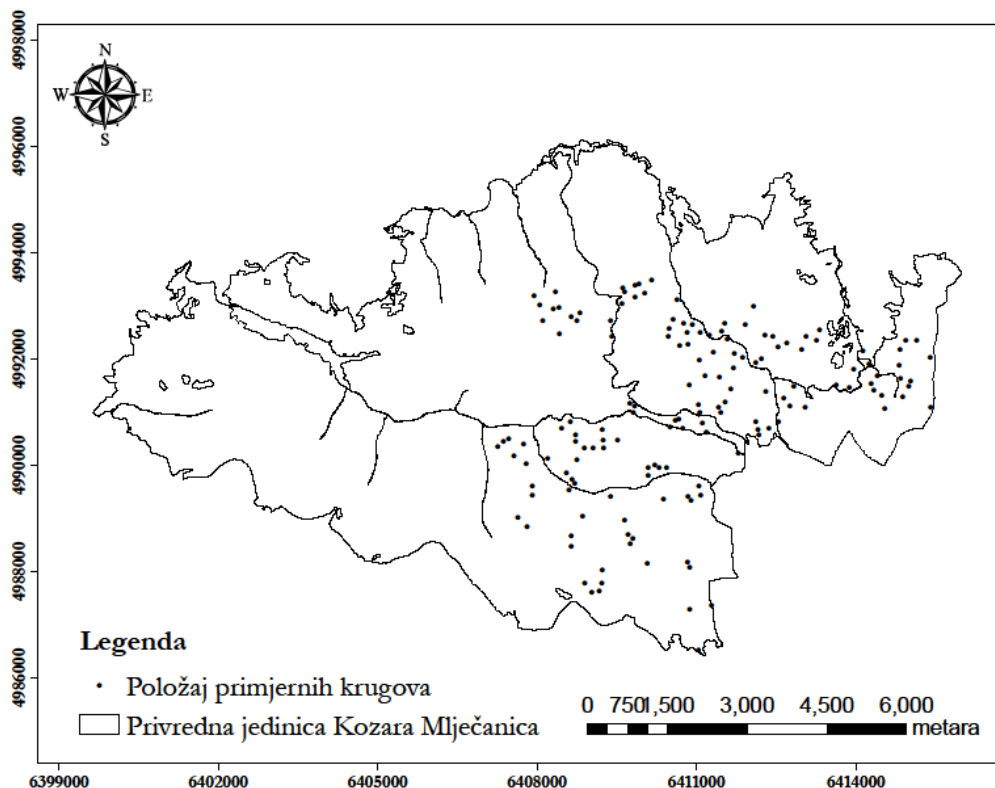 4998000
4996000
4994000
4992000
4990000
4988000
4986000
N
W E
S
Legenda
Položaj primjernih krugova
Privredna jedinica Kozara Mlječanica
0 750 1,500 3,000 4,500 6,000
metara
6399000 6402000 6405000 6408000 6411000 6414000